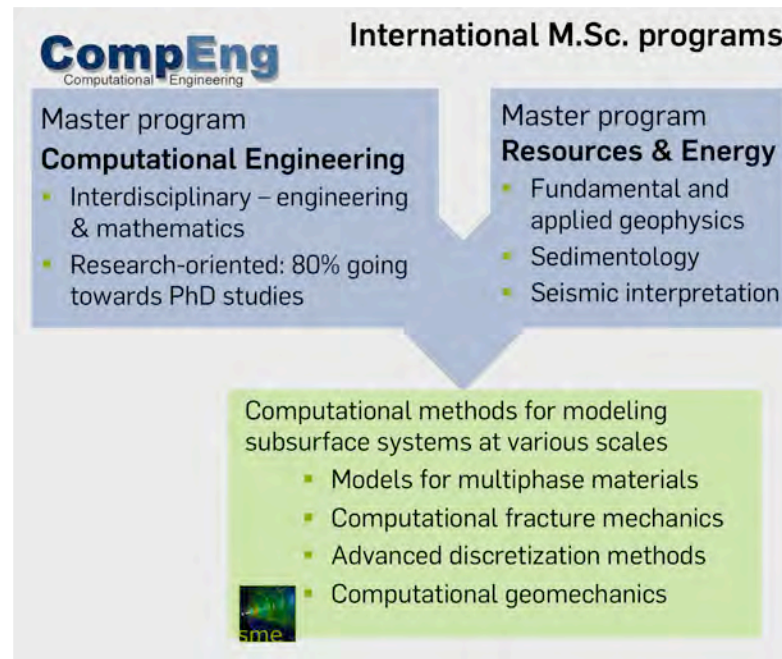 International M.Sc. programs
CompEng
Computational Engineering
Master program
Computational Engineering
Interdisciplinary – engineering
& mathematics
Research-oriented: 80% going
towards PhD studies
Master program
Resources & Energy
Fundamental and
applied geophysics
Sedimentology
Seismic interpretation
Computational methods for modeling
subsurface systems at various scales
Models for multiphase materials
Computational fracture mechanics
Advanced discretization methods
Computational geomechanics
sme